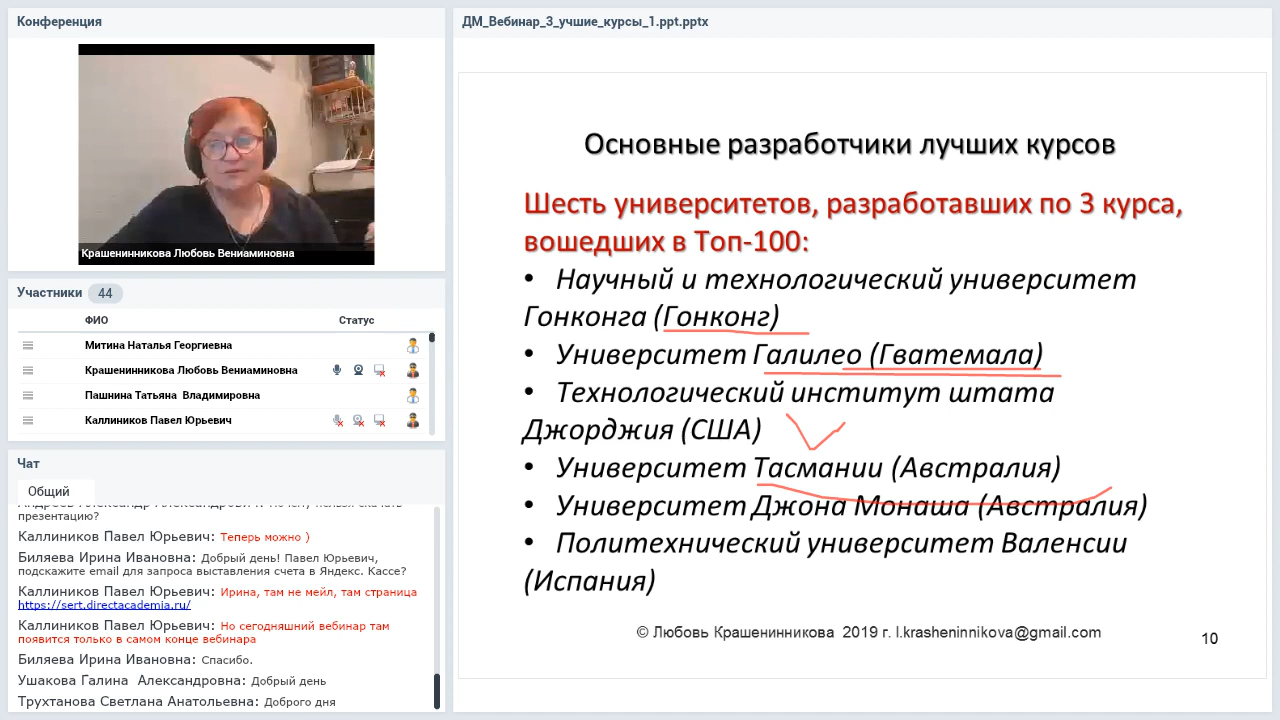 Конференция
Крашенинникова Любовь Вениаминовна
Участники 44
ФИО Статус
Митина Наталья Георгиевна
Крашенинникова Любовь Вениаминовна
Пашнина Татьяна Владимировна
Каллиников Павел Юрьевич
Чат
Общий
презентацию?
Каллиников Павел Юрьевич: Теперь можно )
Биляева Ирина Ивановна: Добрый день! Павел Юрьевич,
подскажите email для запроса выставления счета в Яндекс. Кассе?
Каллиников Павел Юрьевич: Ирина, там не мейл, там страница
https://sert.directacademia.ru/
Каллиников Павел Юрьевич: Но сегодняшний вебинар там
появится только в самом конце вебинара
Биляева Ирина Ивановна: Спасибо.
Ушакова Галина Александровна: Добрый день
Трухтанова Светлана Анатольевна: Доброго дня
ДМ_Вебинар_3_учшие_курсы_1.ppt.pptx
Основные разработчики лучших курсов
Шесть университетов, разработавших по 3 курса,
вошедших в Топ-100:
• Научный и технологический университет
Гонконга (Гонконг)
• Университет Галилео (Гватемала)
• Технологический институт штата
Джорджия (США)
• Университет Тасмании (Австралия)
• Университет Джона Монаша (Австралия)
• Политехнический университет Валенсии
(Испания)
© Любовь Крашенинникова 2019 г. l.krasheninnikova@gmail.com
10